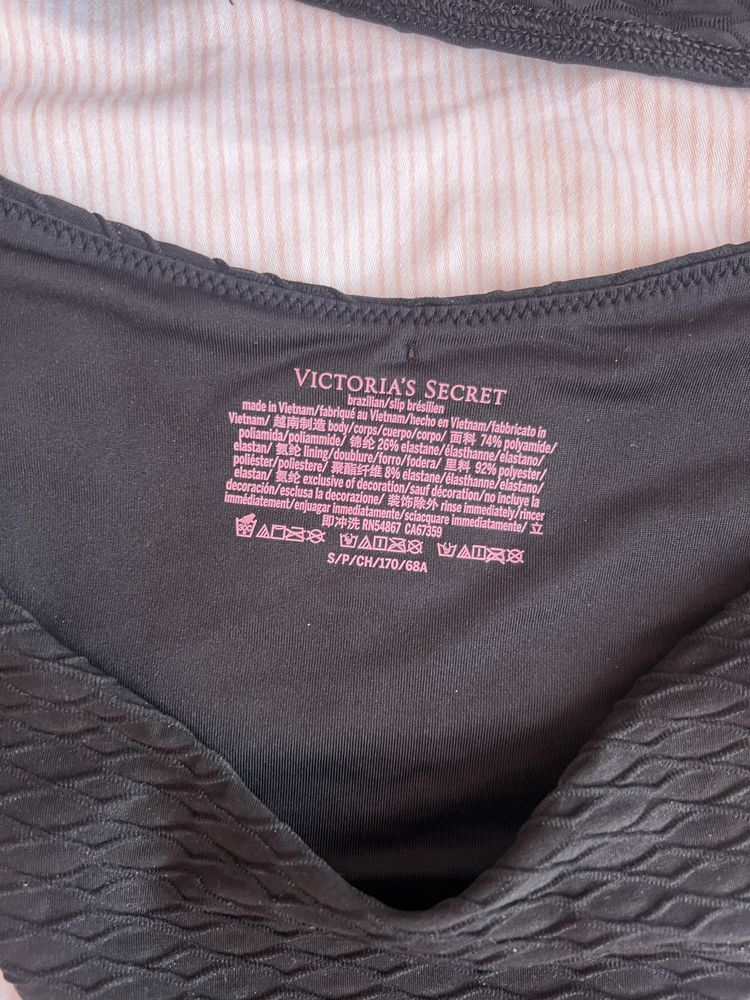 VICTORIA'S SECRET
brazilian/slip brésilien
made in Vietnam/fabriqué au Vietnam/hecho en Vietnam/fabbricato in
Vietnam/ 越南制造 body/corps/cuerpo/corpo/ 面料 74% polyamide/
poliamida/poliammide/ 锦纶 26% elastane/élasthanne/elastano/
elastan/ 氨纶 lining/doublure/forro/fodera/ 里料 92% polyester/
poliéster/poliestere/ 聚酯纤维 8% elastane/élasthanne/elastano/
elastan/ 氨纶 exclusive of decoration/sauf décoration/no incluye la
decoración/esclusa la decorazione/ 装饰除外 rinse immediately/rincer
immédiatement/enjuagar inmediatamente/sciacquare immediatamente/ 立
即冲洗 RN54867 CA67359
30C
S/P/CH/170/68A